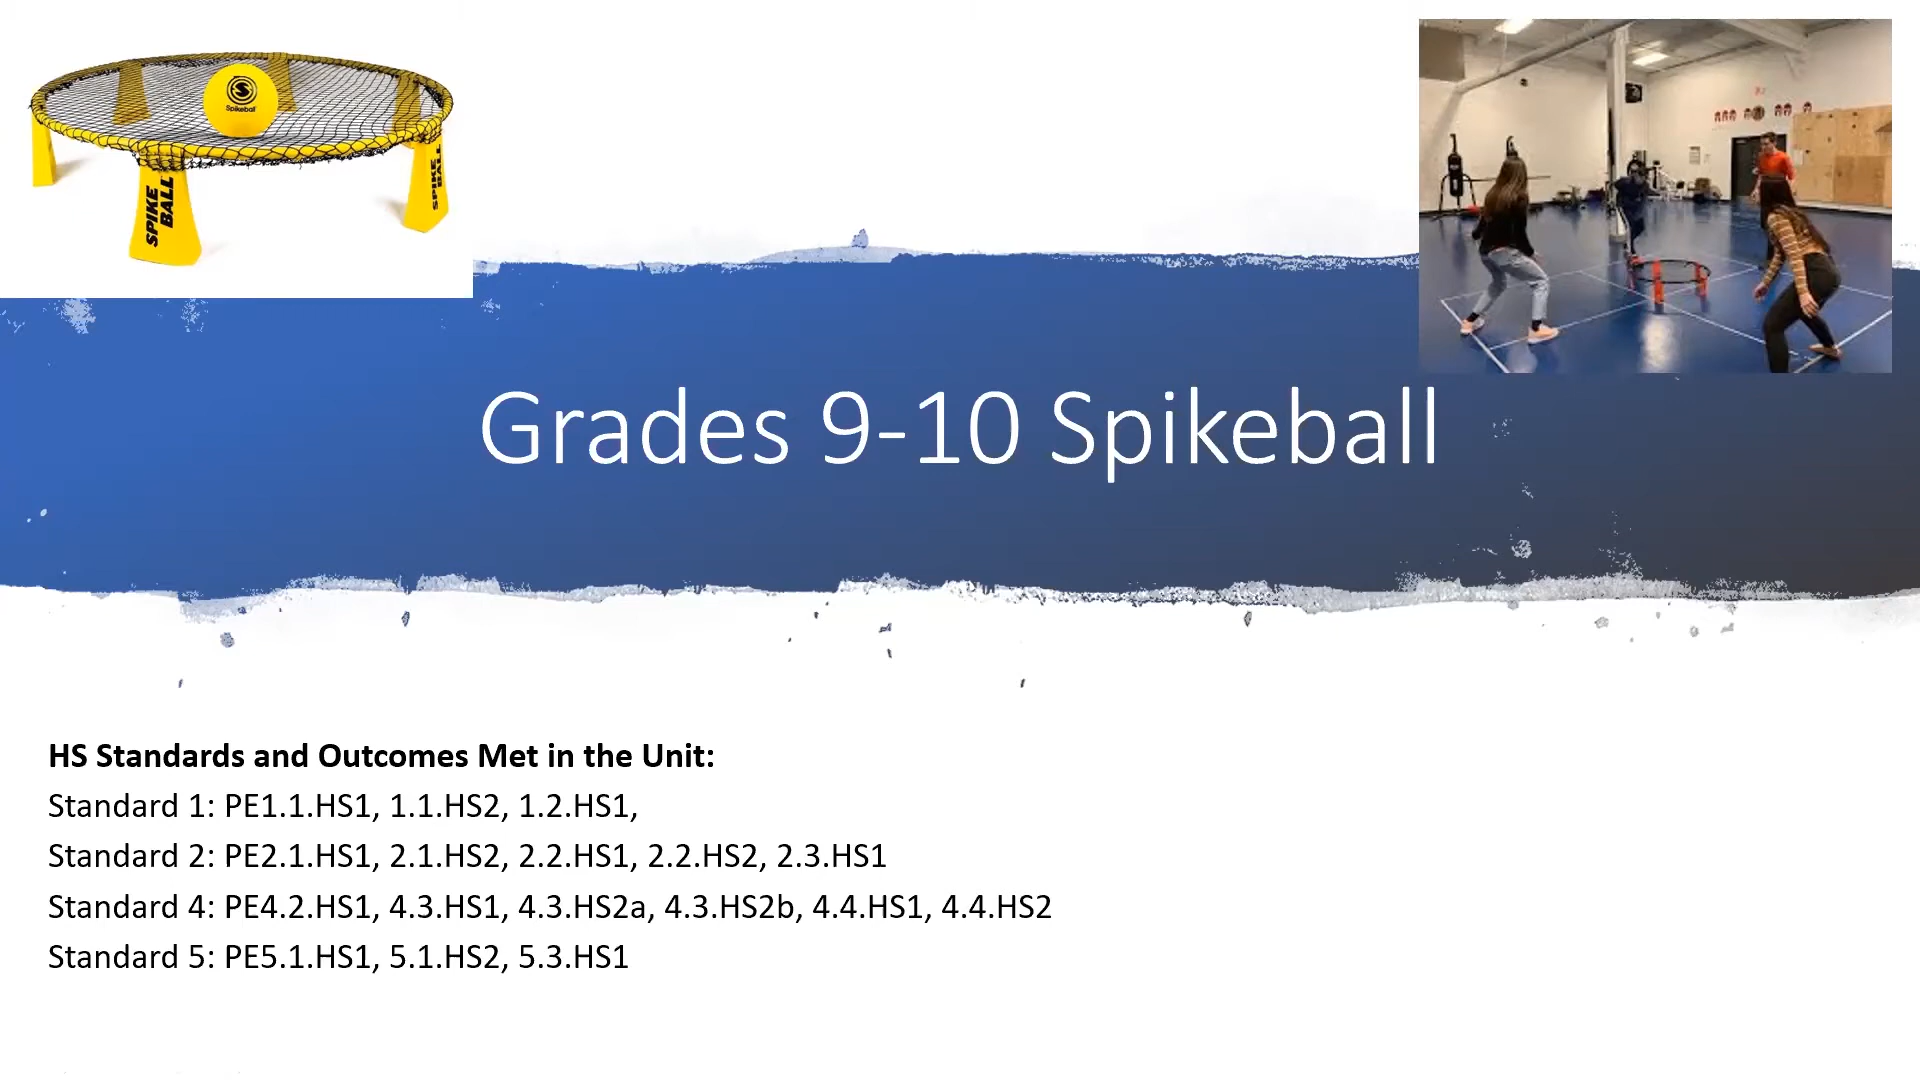 Spikeball
SPIKE
BALL
SPIKE
BALL
Grades 9-10 Spikeball
HS Standards and Outcomes Met in the Unit:
Standard 1: PE1.1.HS1, 1.1.HS2, 1.2.HS1,
Standard 2: PE2.1.HS1, 2.1.HS2, 2.2.HS1, 2.2.HS2, 2.3.HS1
Standard 4: PE4.2.HS1, 4.3.HS1, 4.3.HS2a, 4.3.HS2b, 4.4.HS1, 4.4.HS2
Standard 5: PE5.1.HS1, 5.1.HS2, 5.3.HS1